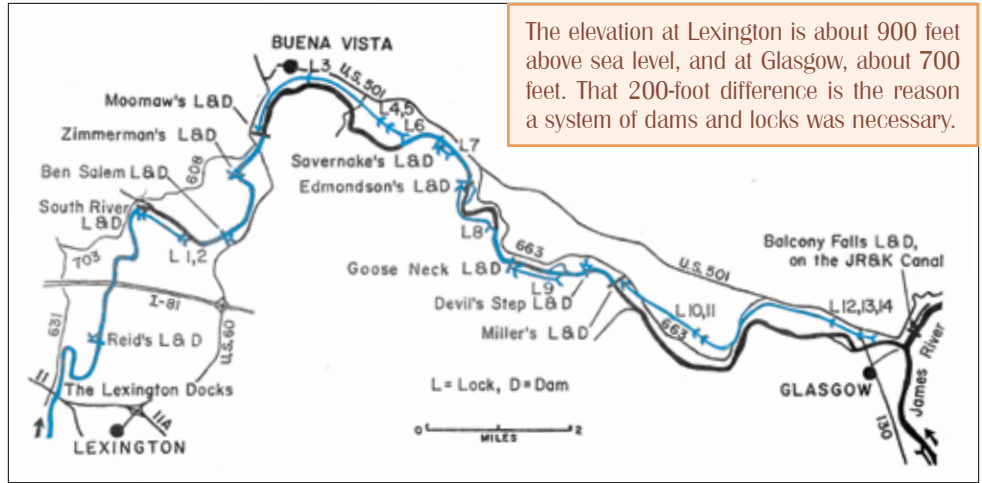 The elevation at Lexington is about 900 feet
above sea level, and at Glasgow, about 700
feet. That 200-foot difference is the reason
a system of dams and locks was necessary.
BUENA VISTA
L3
U.S. 501
Moomaw's L&D
L4,5
L6
Zimmerman's L&D
L7
Savernake's L&D
Ben Salem L&D
608
Edmondson's L&D
South River
L&D
L8
663
Balcony Falls L&D,
on the JR&K Canal
703
L 1,2
U.S. 501
Goose Neck L&D
L9
I-81
Devil's Step L&D
L10,11
L12,13,14
631
U.S. 60
Miller's L&D
663
Reid's L&D
James River
11
The Lexington Docks
L=Lock, D=Dam
GLASGOW
11A
0 2
MILES
130
LEXINGTON